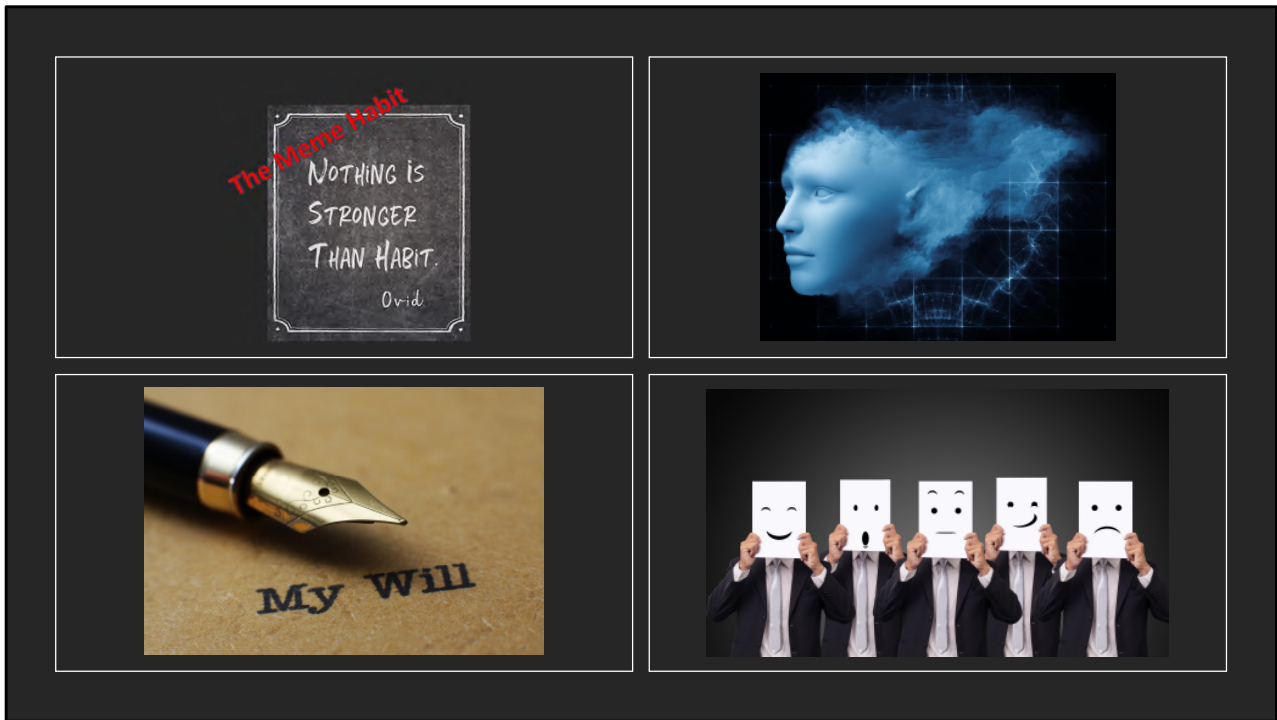 The Meme Habit
NOTHING iS
STRONGER
THAN HABIT.
Ovid
My Will